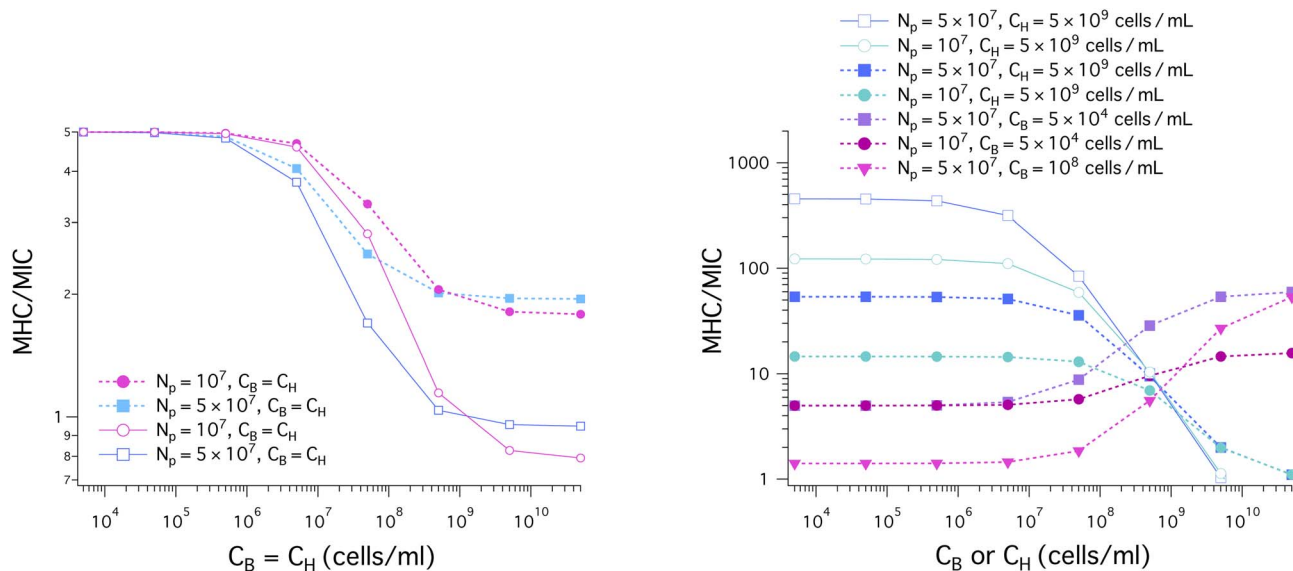 MHC/MIC
5
4
3
2
1
9
8
7
N_p = 10^7, C_B = C_H
N_p = 5 × 10^7, C_B = C_H
N_p = 10^7, C_B = C_H
N_p = 5 × 10^7, C_B = C_H
10^4 10^5 10^6 10^7 10^8 10^9 10^10
C_B = C_H (cells/ml)
N_p = 5 × 10^7, C_H = 5 × 10^9 cells / mL
N_p = 10^7, C_H = 5 × 10^9 cells / mL
N_p = 5 × 10^7, C_H = 5 × 10^9 cells / mL
N_p = 10^7, C_H = 5 × 10^9 cells / mL
N_p = 5 × 10^7, C_B = 5 × 10^4 cells / mL
N_p = 10^7, C_B = 5 × 10^4 cells / mL
N_p = 5 × 10^7, C_B = 10^8 cells / mL
MHC/MIC
1000
100
10
1
10^4 10^5 10^6 10^7 10^8 10^9 10^10
C_B or C_H (cells/ml)